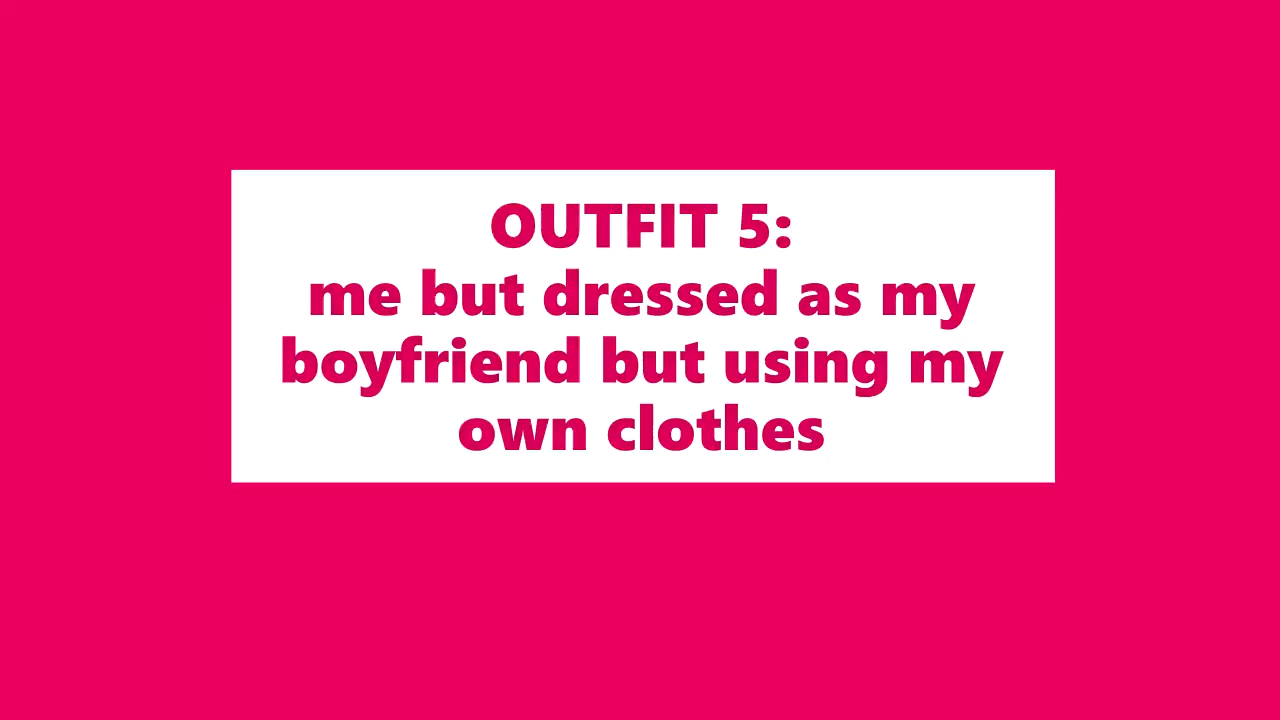 OUTFIT 5:
me but dressed as my
boyfriend but using my
own clothes